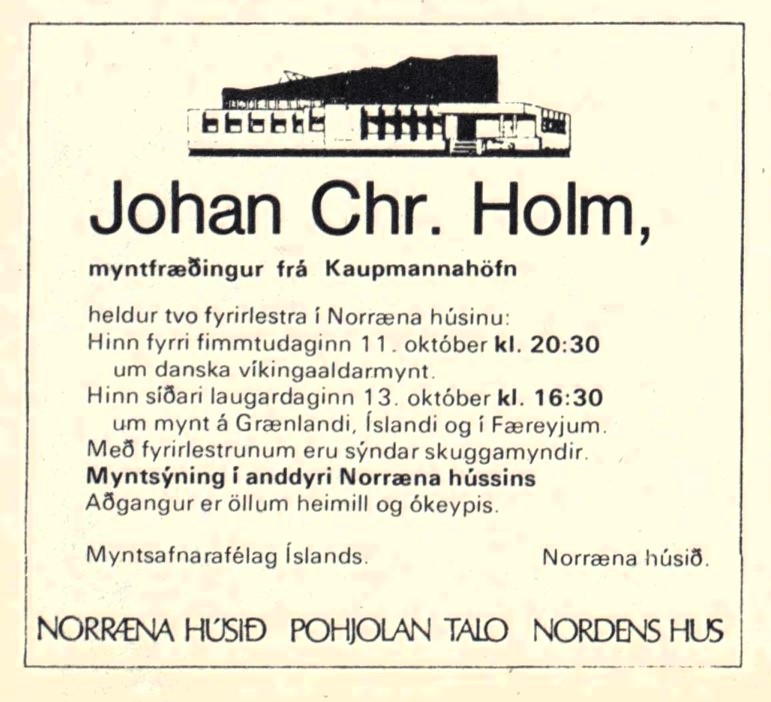 Johan Chr. Holm,
myntfræðingur frá Kaupmannahöfn
heldur tvo fyrirlestra í Norræna húsinu:
Hinn fyrri fimmtudaginn 11. október kl. 20:30
um danska víkingaaldarmynt.
Hinn síðari laugardaginn 13. október kl. 16:30
um mynt á Grænlandi, Íslandi og í Færeyjum.
Með fyrirlestrunum eru sýndar skuggamyndir.
Myntsýning í anddyri Norræna hússins
Aðgangur er öllum heimill og ókeypis.
Myntsafnarafélag Íslands. Norræna húsið.
NORRÆNA HÚSIÐ POHJOLAN TALO NORDENS HUS